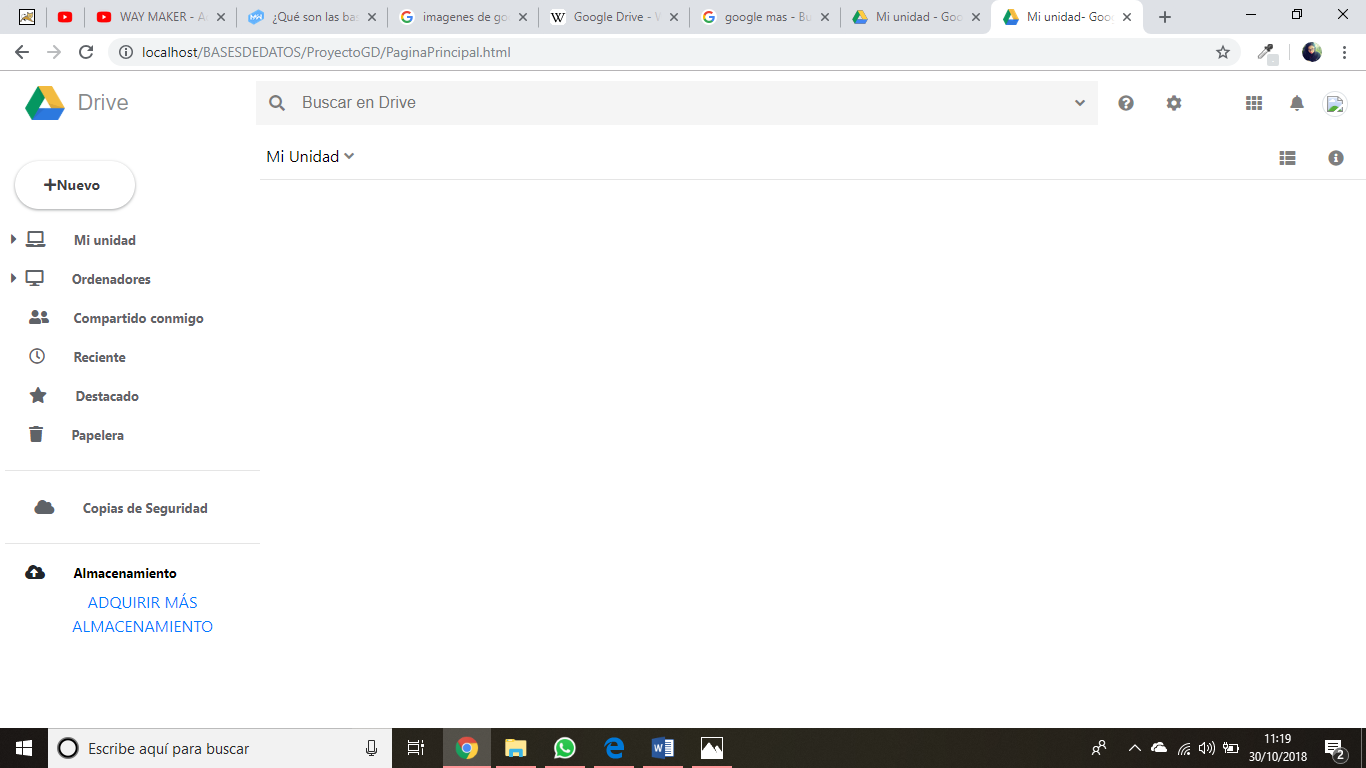 WAY MAKER - A
¿Qué son las ba
imagenes de go
Google Drive - W
google mas - Bu
Mi unidad - Goo
Mi unidad- Goo
localhost/BASESDEDATOS/ProyectoGD/PaginaPrincipal.html
Drive
Buscar en Drive
Mi Unidad
+Nuevo
Mi unidad
Ordenadores
Compartido conmigo
Reciente
Destacado
Papelera
Copias de Seguridad
Almacenamiento
ADQUIRIR MÁS
ALMACENAMIENTO
Escribe aquí para buscar
11:19
30/10/2018
2